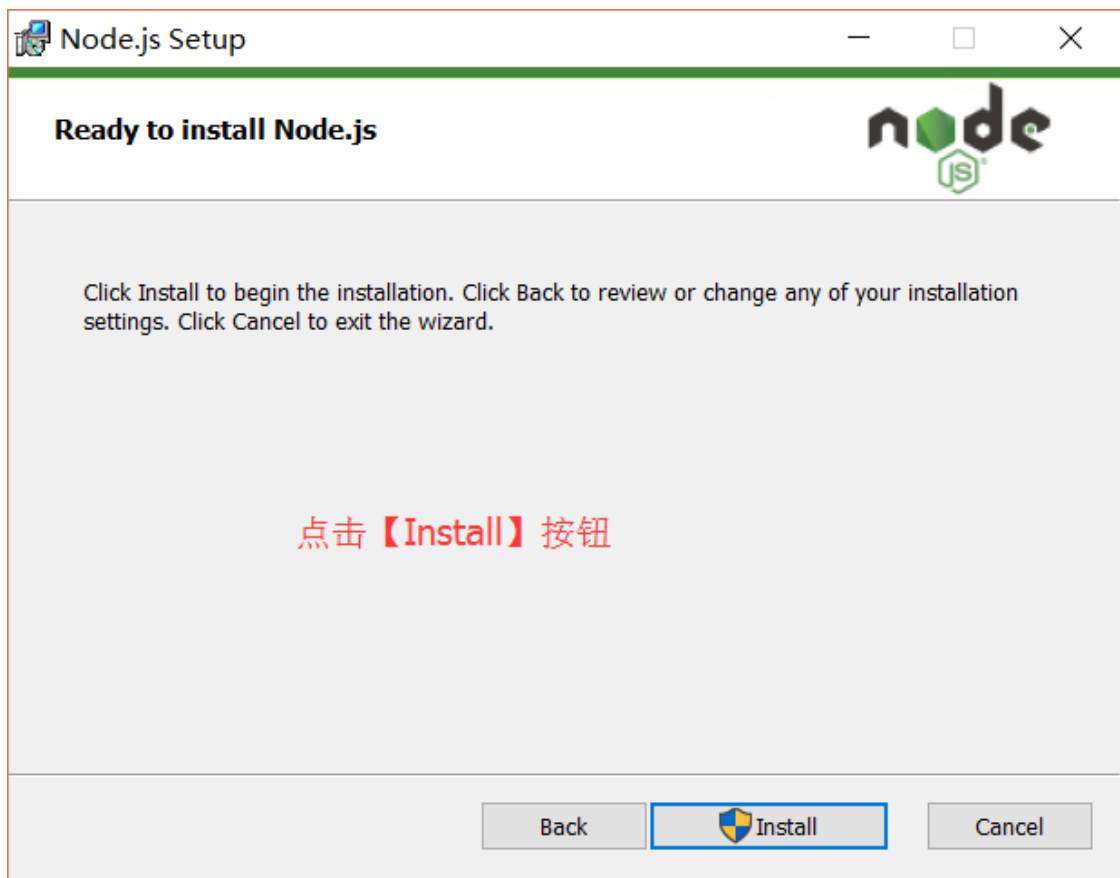 Node.js Setup
Ready to install Node.js
node
JS
Click Install to begin the installation. Click Back to review or change any of your installation
settings. Click Cancel to exit the wizard.
点击【Install】按钮
Back
Install
Cancel